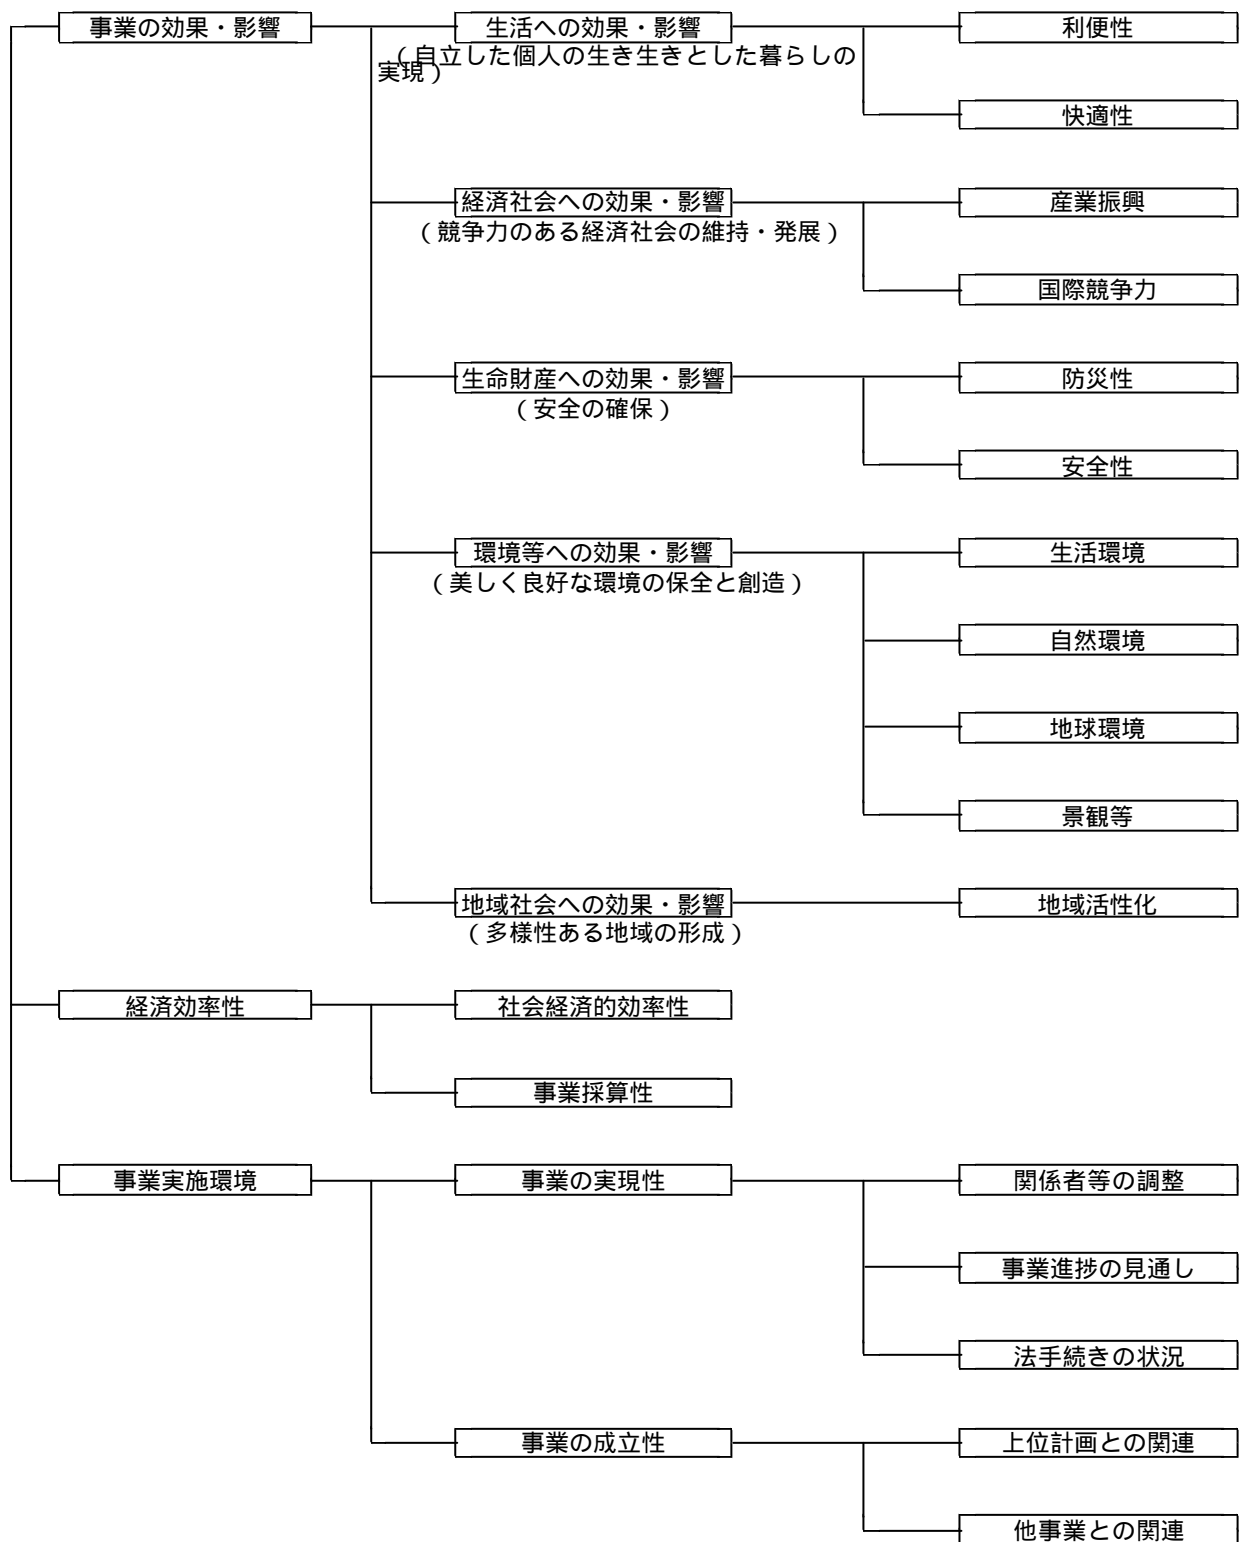 事業の効果・影響
生活への効果・影響
利便性
（自立した個人の生き生きとした暮らしの
実現）
快適性
経済社会への効果・影響
産業振興
（競争力のある経済社会の維持・発展）
国際競争力
生命財産への効果・影響
防災性
（安全の確保）
安全性
環境等への効果・影響
生活環境
（美しく良好な環境の保全と創造）
自然環境
地球環境
景観等
地域社会への効果・影響
地域活性化
（多様性ある地域の形成）
経済効率性
社会経済的効率性
事業採算性
事業実施環境
事業の実現性
関係者等の調整
事業進捗の見通し
法手続きの状況
事業の成立性
上位計画との関連
他事業との関連